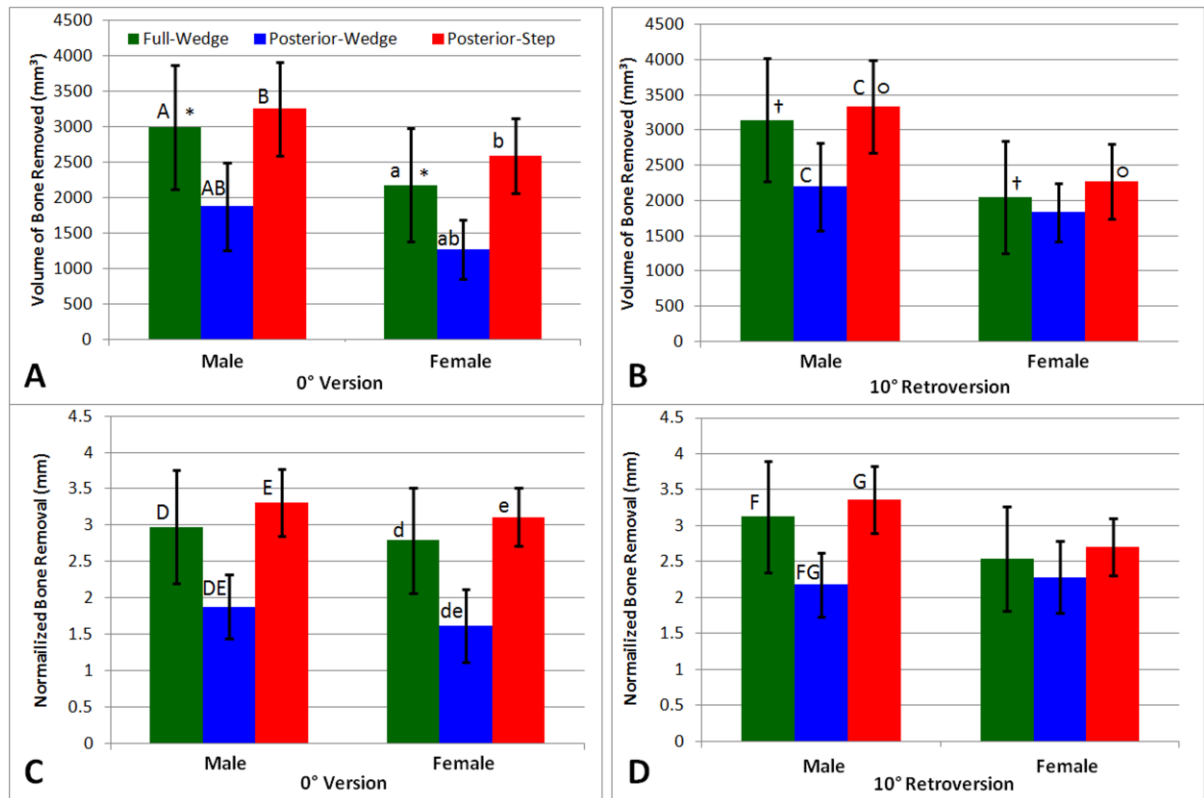 4500
4000
3500
3000
2500
2000
1500
1000
500
0
Volume of Bone Removed (mm³)
Full-Wedge Posterior-Wedge Posterior-Step
A * AB B a * ab b
Male Female
0° Version
A
4500
4000
3500
3000
2500
2000
1500
1000
500
0
Volume of Bone Removed (mm³)
† C C o † o
Male Female
10° Retroversion
B
4.5
4
3.5
3
2.5
2
1.5
1
0.5
0
Normailized Bone Removal (mm)
D DE E d de e
Male Female
0° Version
C
4.5
4
3.5
3
2.5
2
1.5
1
0.5
0
Normailized Bone Removal (mm)
F FG G
Male Female
10° Retroversion
D